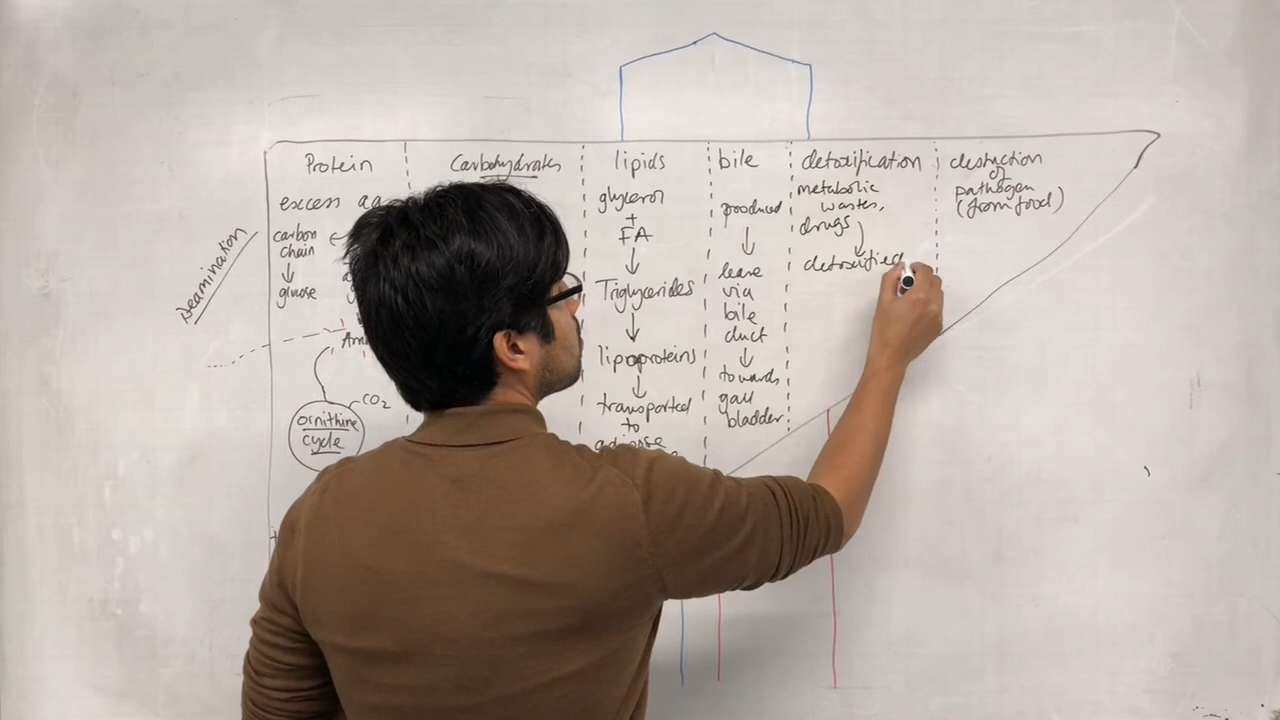 Protein
excess aa
carbon
chain
glucose
Deamination
CO2
ornithine
cycle
Carbohydrates
lipids
glycerol
+
FA
Triglycerides
lipoproteins
transported
to
adipose
bile
produced
leave
via
bile
duct
towards
gall
bladder
detoxification
metabolic
wastes,
drugs
detoxified
destruction
of
pathogen
(from food)